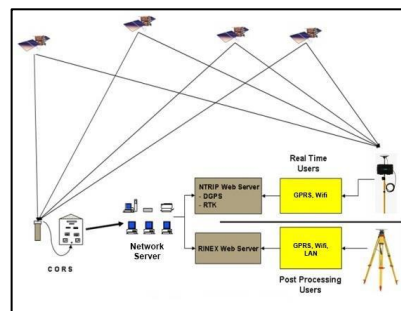 Real Time
Users
NTRIP Web Server
- DGPS
- RTK
GPRS, Wifi
Network
Server
CORS
RINEX Web Server
GPRS, Wifi,
LAN
Post Processing
Users